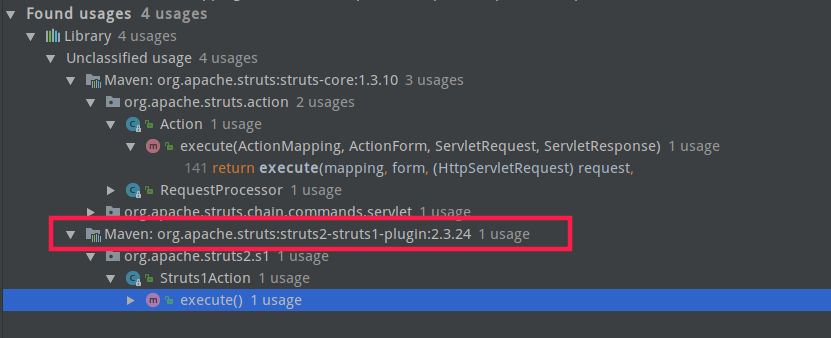 Found usages 4 usages
Library 4 usages
Unclassified usage 4 usages
Maven: org.apache.struts:struts-core:1.3.10 3 usages
org.apache.struts.action 2 usages
Action 1 usage
execute(ActionMapping, ActionForm, ServletRequest, ServletResponse) 1 usage
141 return execute(mapping, form, (HttpServletRequest) request,
RequestProcessor 1 usage
org.apache.struts.chain.commands.servlet 1 usage
Maven: org.apache.struts:struts2-struts1-plugin:2.3.24 1 usage
org.apache.struts2.s1 1 usage
Struts1Action 1 usage
execute() 1 usage